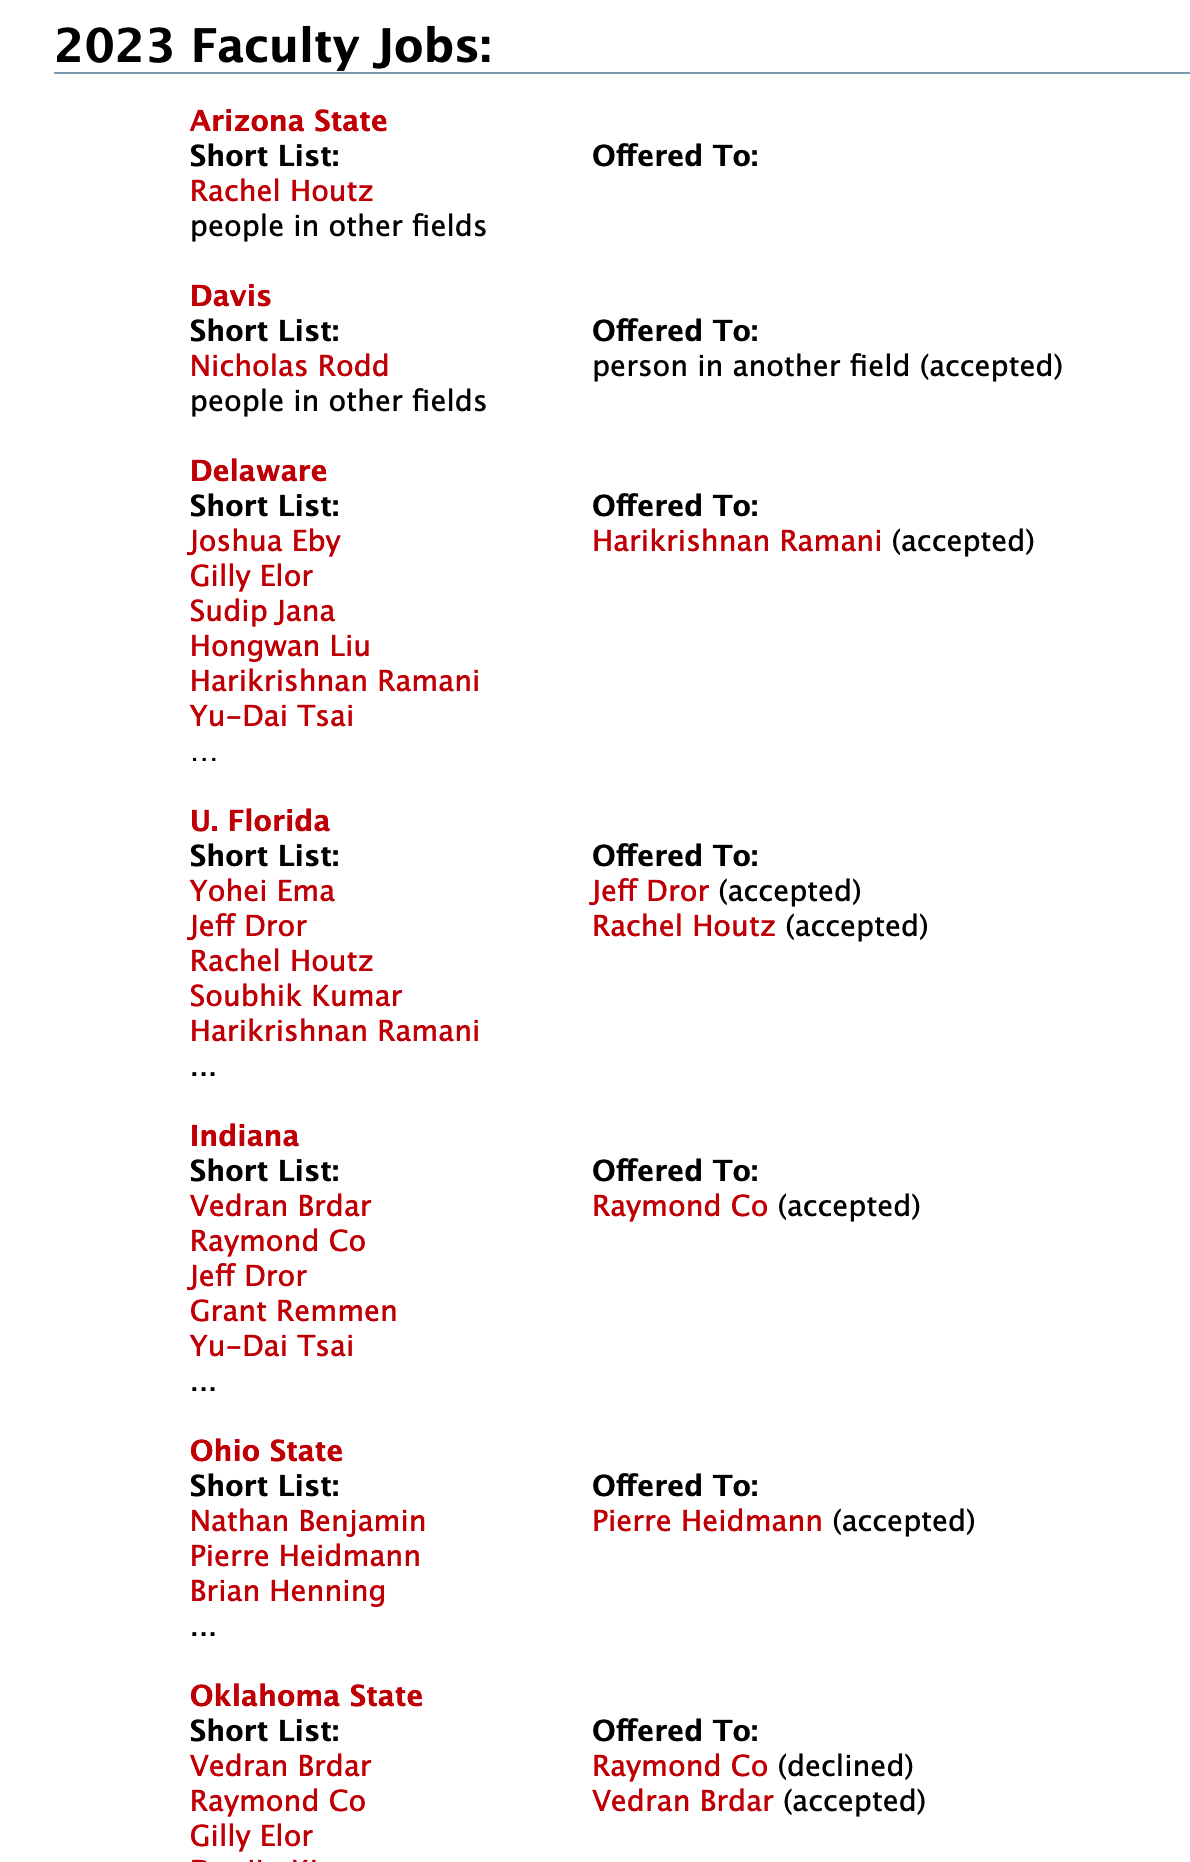 2023 Faculty Jobs:
Arizona State
Short List: Offered To:
Rachel Houtz
people in other fields
Davis
Short List: Offered To:
Nicholas Rodd person in another field (accepted)
people in other fields
Delaware
Short List: Offered To:
Joshua Eby Harikrishnan Ramani (accepted)
Gilly Elor
Sudip Jana
Hongwan Liu
Harikrishnan Ramani
Yu-Dai Tsai
...
U. Florida
Short List: Offered To:
Yohei Ema Jeff Dror (accepted)
Jeff Dror Rachel Houtz (accepted)
Rachel Houtz
Soubhik Kumar
Harikrishnan Ramani
...
Indiana
Short List: Offered To:
Vedran Brdar Raymond Co (accepted)
Raymond Co
Jeff Dror
Grant Remmen
Yu-Dai Tsai
...
Ohio State
Short List: Offered To:
Nathan Benjamin Pierre Heidmann (accepted)
Pierre Heidmann
Brian Henning
...
Oklahoma State
Short List: Offered To:
Vedran Brdar Raymond Co (declined)
Raymond Co Vedran Brdar (accepted)
Gilly Elor